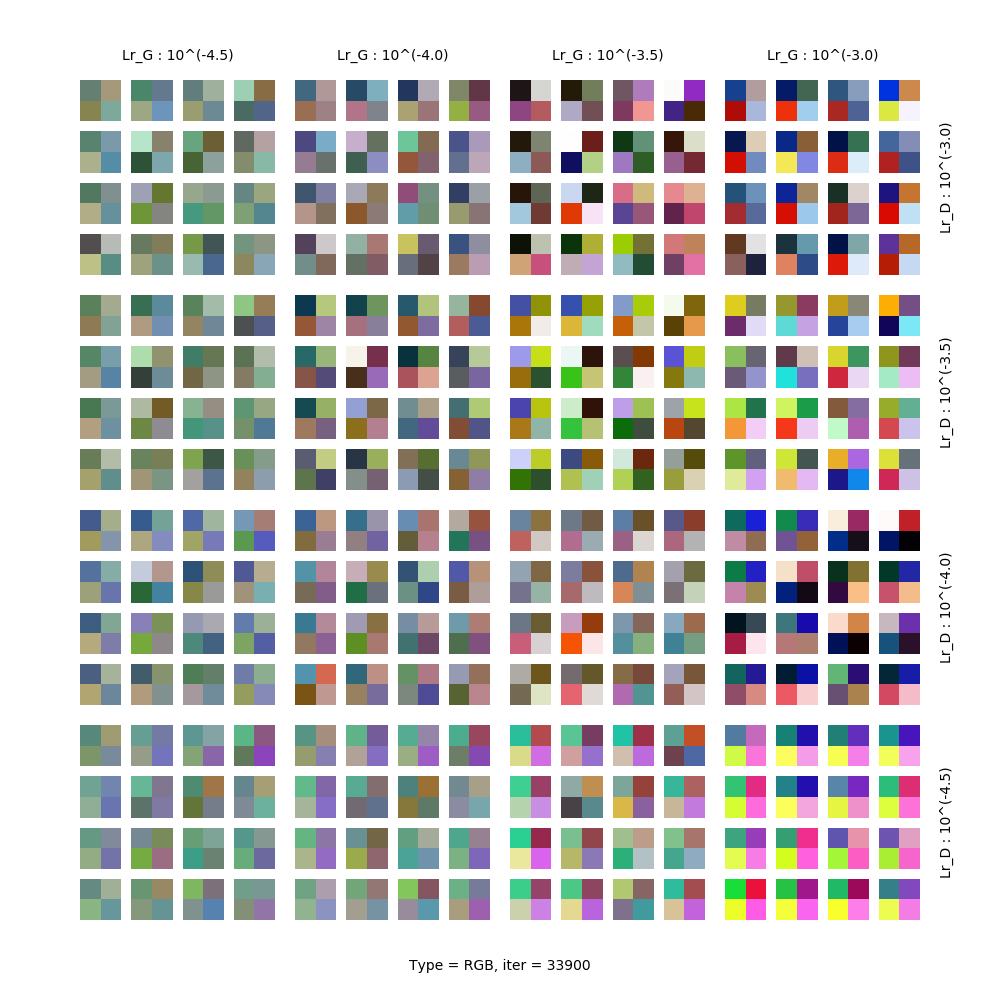 Lr_G : 10^(-4.5)
Lr_G : 10^(-4.0)
Lr_G : 10^(-3.5)
Lr_G : 10^(-3.0)
Lr_D : 10^(-3.0)
Lr_D : 10^(-3.5)
Lr_D : 10^(-4.0)
Lr_D : 10^(-4.5)
Type = RGB, iter = 33900